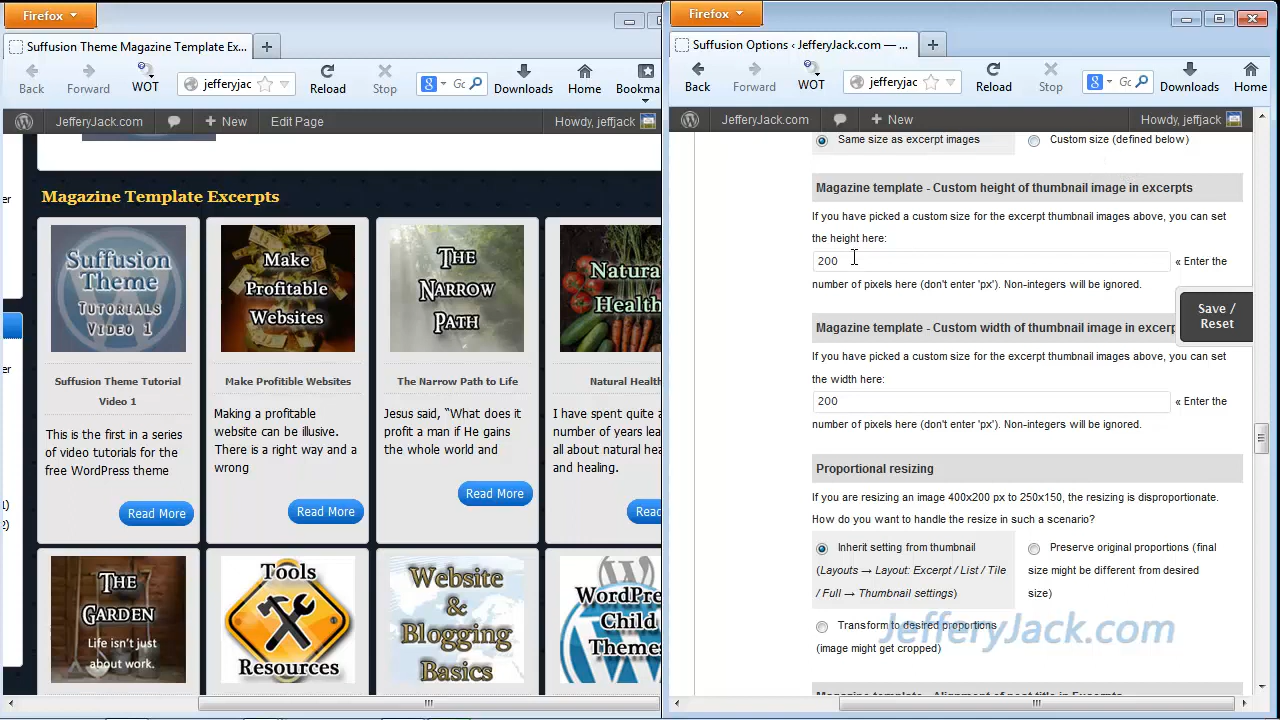 Firefox
Suffusion Theme Magazine Template Ex...
Back
Forward
WOT
jefferyjac
Reload
Stop
Downloads
Home
Bookma
JefferyJack.com
New
Edit Page
Howdy, jeffjack
Magazine Template Excerpts
Suffusion
Theme
Tutorials
Video 1
Suffusion Theme Tutorial
Video 1
This is the first in a series
of video tutorials for the
free WordPress theme
Read More
Make
Profitable
Websites
Make Profitible Websites
Making a profitable
website can be illusive.
There is a right way and a
wrong
Read More
The
Narrow
Path
The Narrow Path to Life
Jesus said, “What does it
profit a man if He gains
the whole world and
Read More
Natura
Health
Natural Health
I have spent quite a
number of years lea
all about natural hea
and healing.
Rea
The
Garden
Life isn't just
about work.
Tools
Resources
Website
&
Blogging
Basics
WordPre
Child
Themes
Firefox
Suffusion Options ‹ JefferyJack.com — ...
Back
Forward
WOT
jefferyjac
Reload
Stop
Downloads
Home
JefferyJack.com
New
Howdy, jeffjack
Same size as excerpt images
Custom size (defined below)
Magazine template - Custom height of thumbnail image in excerpts
If you have picked a custom size for the excerpt thumbnail images above, you can set
the height here:
200
« Enter the
number of pixels here (don't enter 'px'). Non-integers will be ignored.
Save /
Reset
Magazine template - Custom width of thumbnail image in excerp
If you have picked a custom size for the excerpt thumbnail images above, you can set
the width here:
200
« Enter the
number of pixels here (don't enter 'px'). Non-integers will be ignored.
Proportional resizing
If you are resizing an image 400x200 px to 250x150, the resizing is disproportionate.
How do you want to handle the resize in such a scenario?
Inherit setting from thumbnail
(Layouts → Layout: Excerpt / List / Tile
/ Full → Thumbnail settings)
Preserve original proportions (final
size might be different from desired
size)
Transform to desired proportions
(image might get cropped)
JefferyJack.com